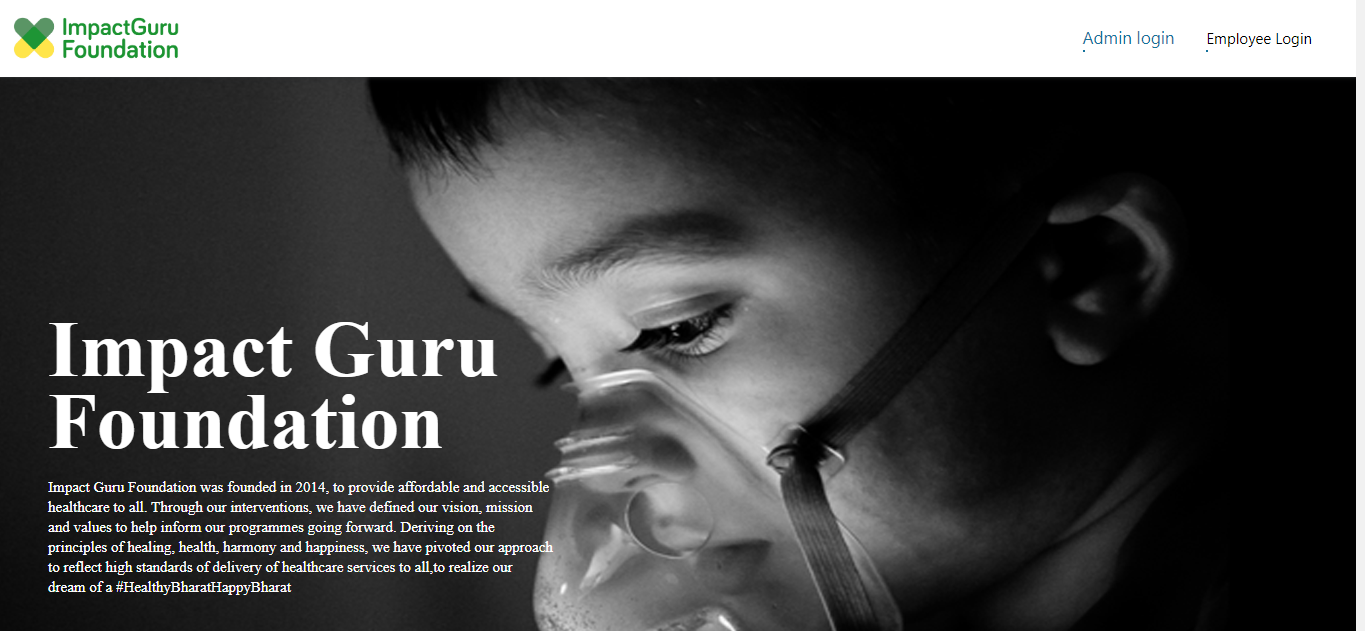 ImpactGuru
Foundation
Admin login
Employee Login
Impact Guru
Foundation
Impact Guru Foundation was founded in 2014, to provide affordable and accessible
healthcare to all. Through our interventions, we have defined our vision, mission
and values to help inform our programmes going forward. Deriving on the
principles of healing, health, harmony and happiness, we have pivoted our approach
to reflect high standards of delivery of healthcare services to all,to realize our
dream of a #HealthyBharatHappyBharat